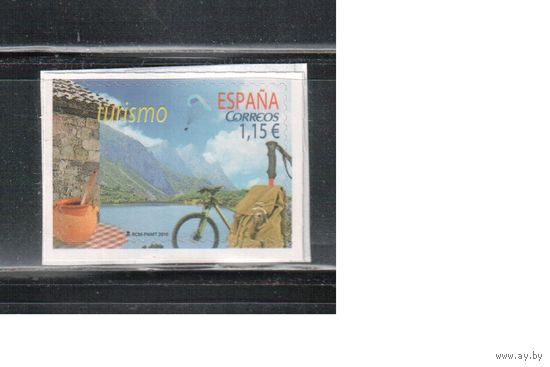 turismo
ESPAÑA
CORREOS
1,15 €
RCM-FNMT 2010
www.ay.by